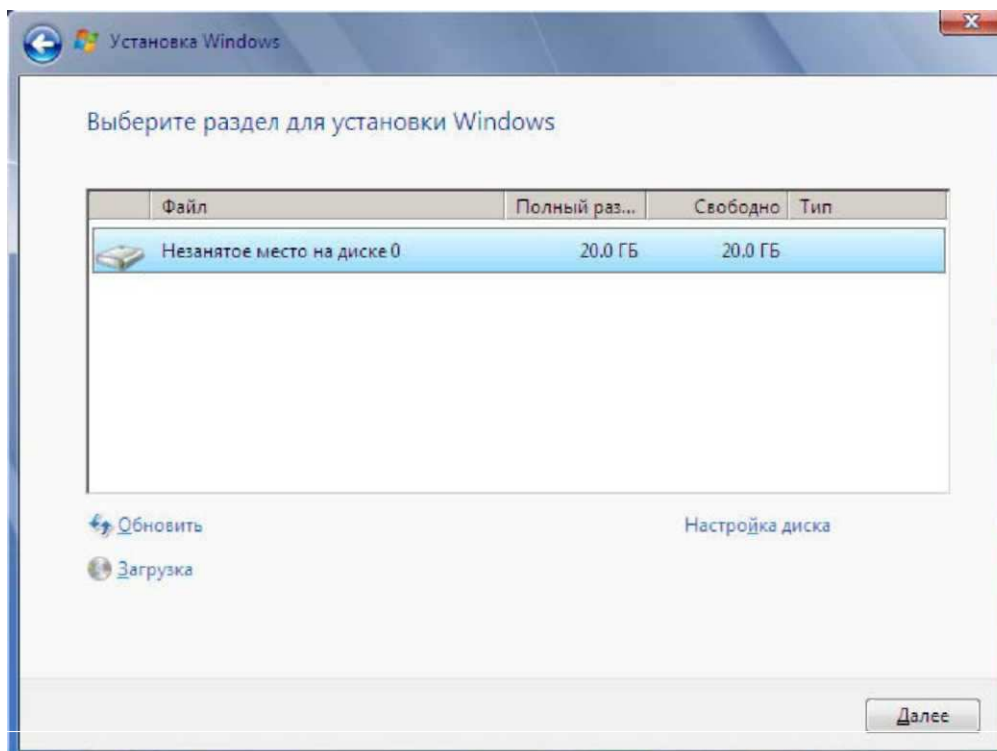 Установка Windows
Выберите раздел для установки Windows
Файл Полный раз... Свободно Тип
Незанятое место на диске 0 20.0 ГБ 20.0 ГБ
Обновить Настройка диска
Загрузка
Далее